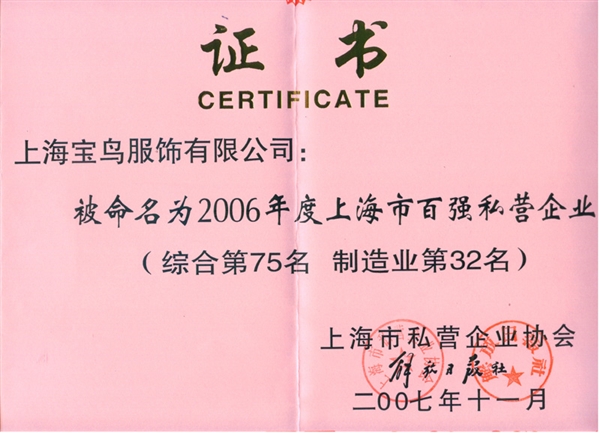 证书
CERTIFICATE
上海宝鸟服饰有限公司：
被命名为2006年度上海市百强私营企业
（综合第75名 制造业第32名）
上海市私营企业协会
解放日报社
二00七年十一月